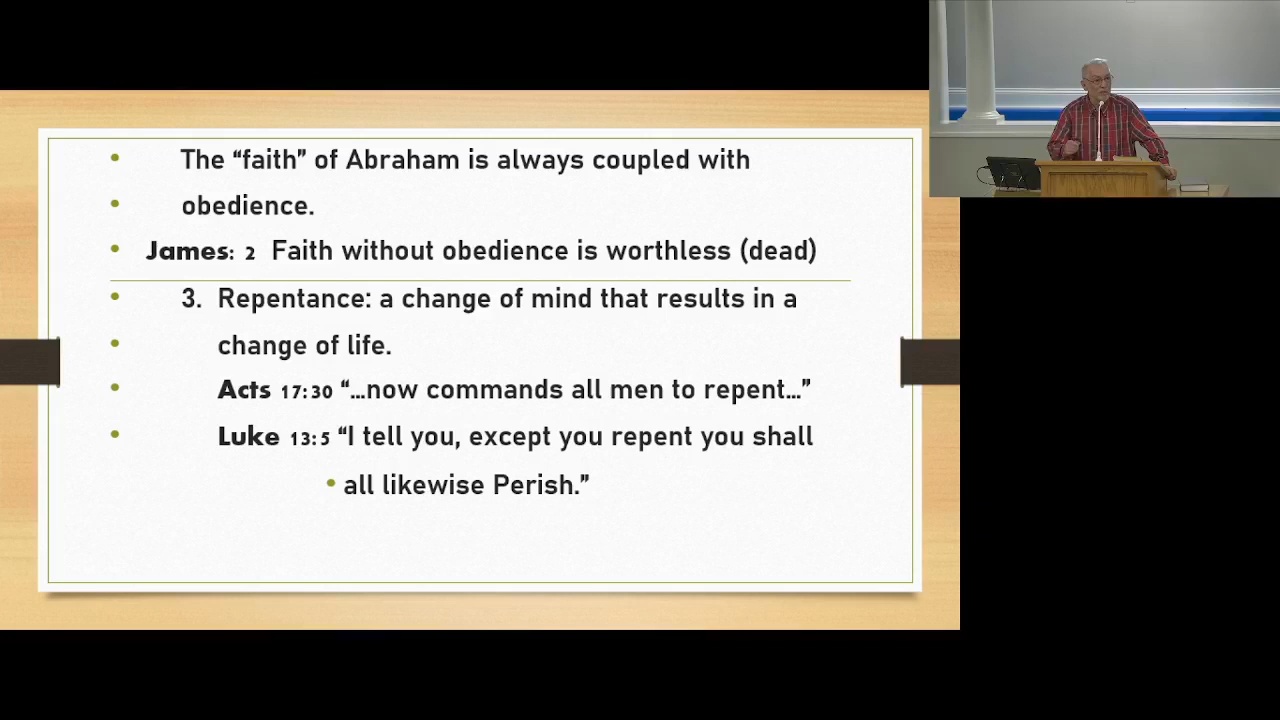 • The “faith” of Abraham is always coupled with
• obedience.
• James: 2 Faith without obedience is worthless (dead)
• 3. Repentance: a change of mind that results in a
• change of life.
• Acts 17:30 “...now commands all men to repent...”
• Luke 13:5 “I tell you, except you repent you shall
• all likewise Perish.”